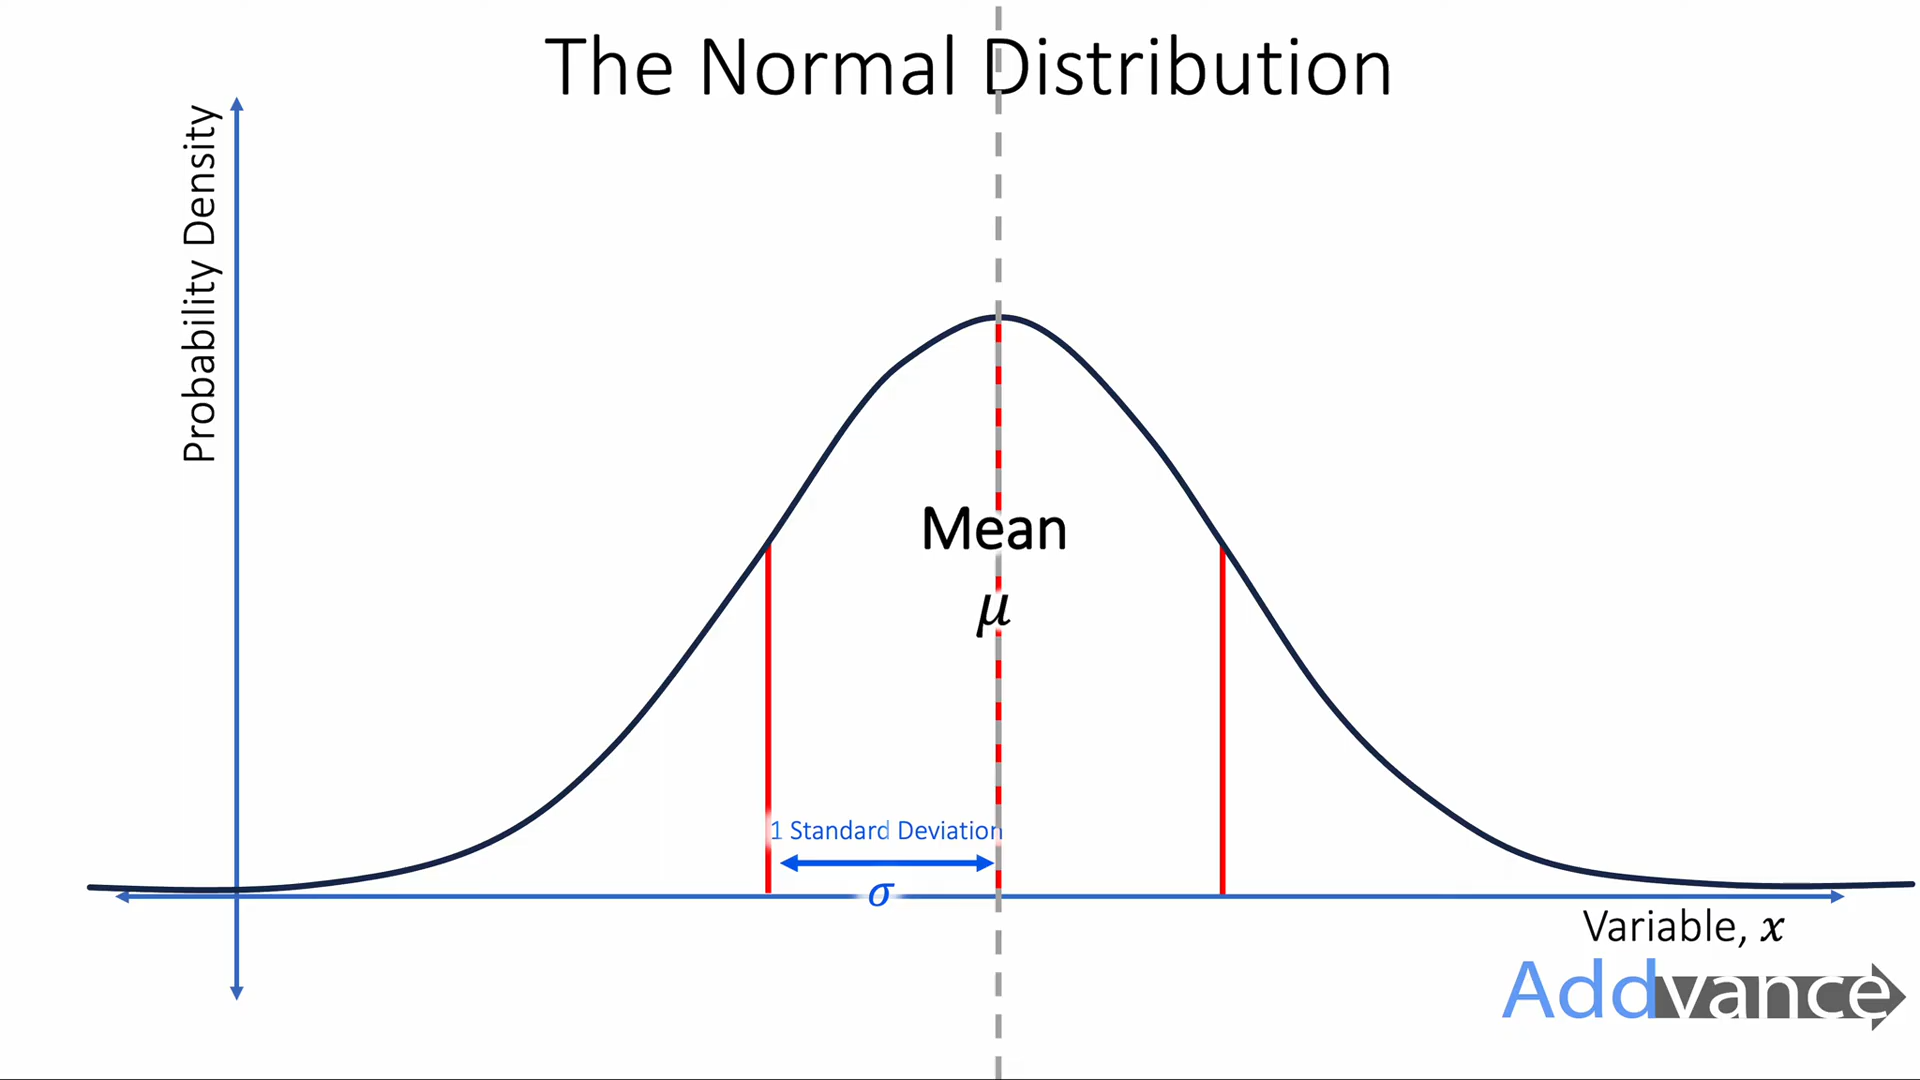 The Normal Distribution
Probability Density
Mean
μ
1 Standard Deviation
σ
Variable, x
Addvance